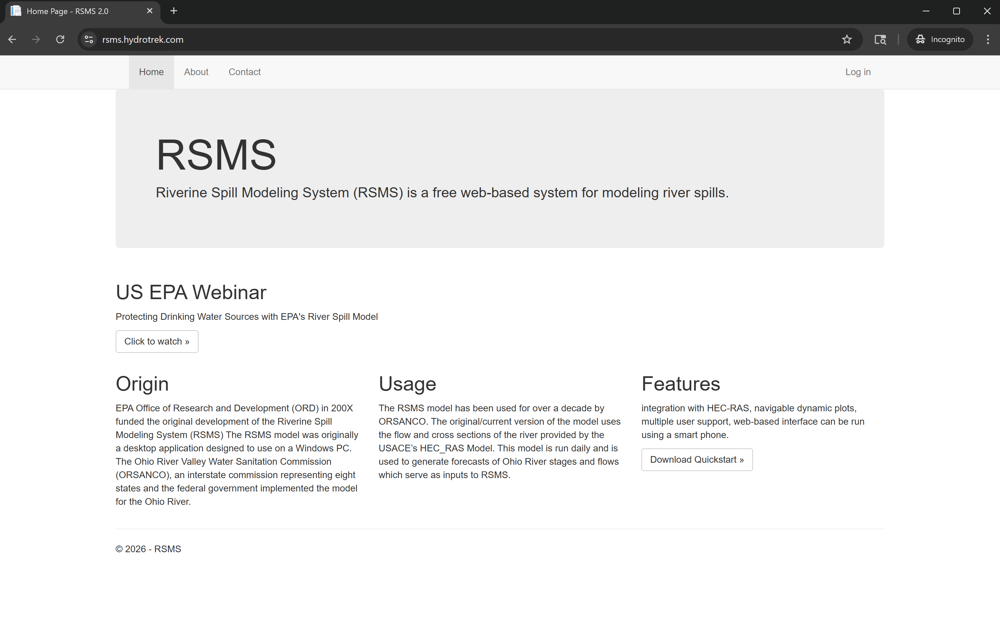 Home Page - RSMS 2.0
rsms.hydrotrek.com
Incognito
Home
About
Contact
Log in
RSMS
Riverine Spill Modeling System (RSMS) is a free web-based system for modeling river spills.
US EPA Webinar
Protecting Drinking Water Sources with EPA's River Spill Model
Click to watch »
Origin
EPA Office of Research and Development (ORD) in 200X
funded the original development of the Riverine Spill
Modeling System (RSMS) The RSMS model was originally
a desktop application designed to use on a Windows PC.
The Ohio River Valley Water Sanitation Commission
(ORSANCO), an interstate commission representing eight
states and the federal government implemented the model
for the Ohio River.
Usage
The RSMS model has been used for over a decade by
ORSANCO. The original/current version of the model uses
the flow and cross sections of the river provided by the
USACE’s HEC_RAS Model. This model is run daily and is
used to generate forecasts of Ohio River stages and flows
which serve as inputs to RSMS.
Features
integration with HEC-RAS, navigable dynamic plots,
multiple user support, web-based interface can be run
using a smart phone.
Download Quickstart »
© 2026 - RSMS